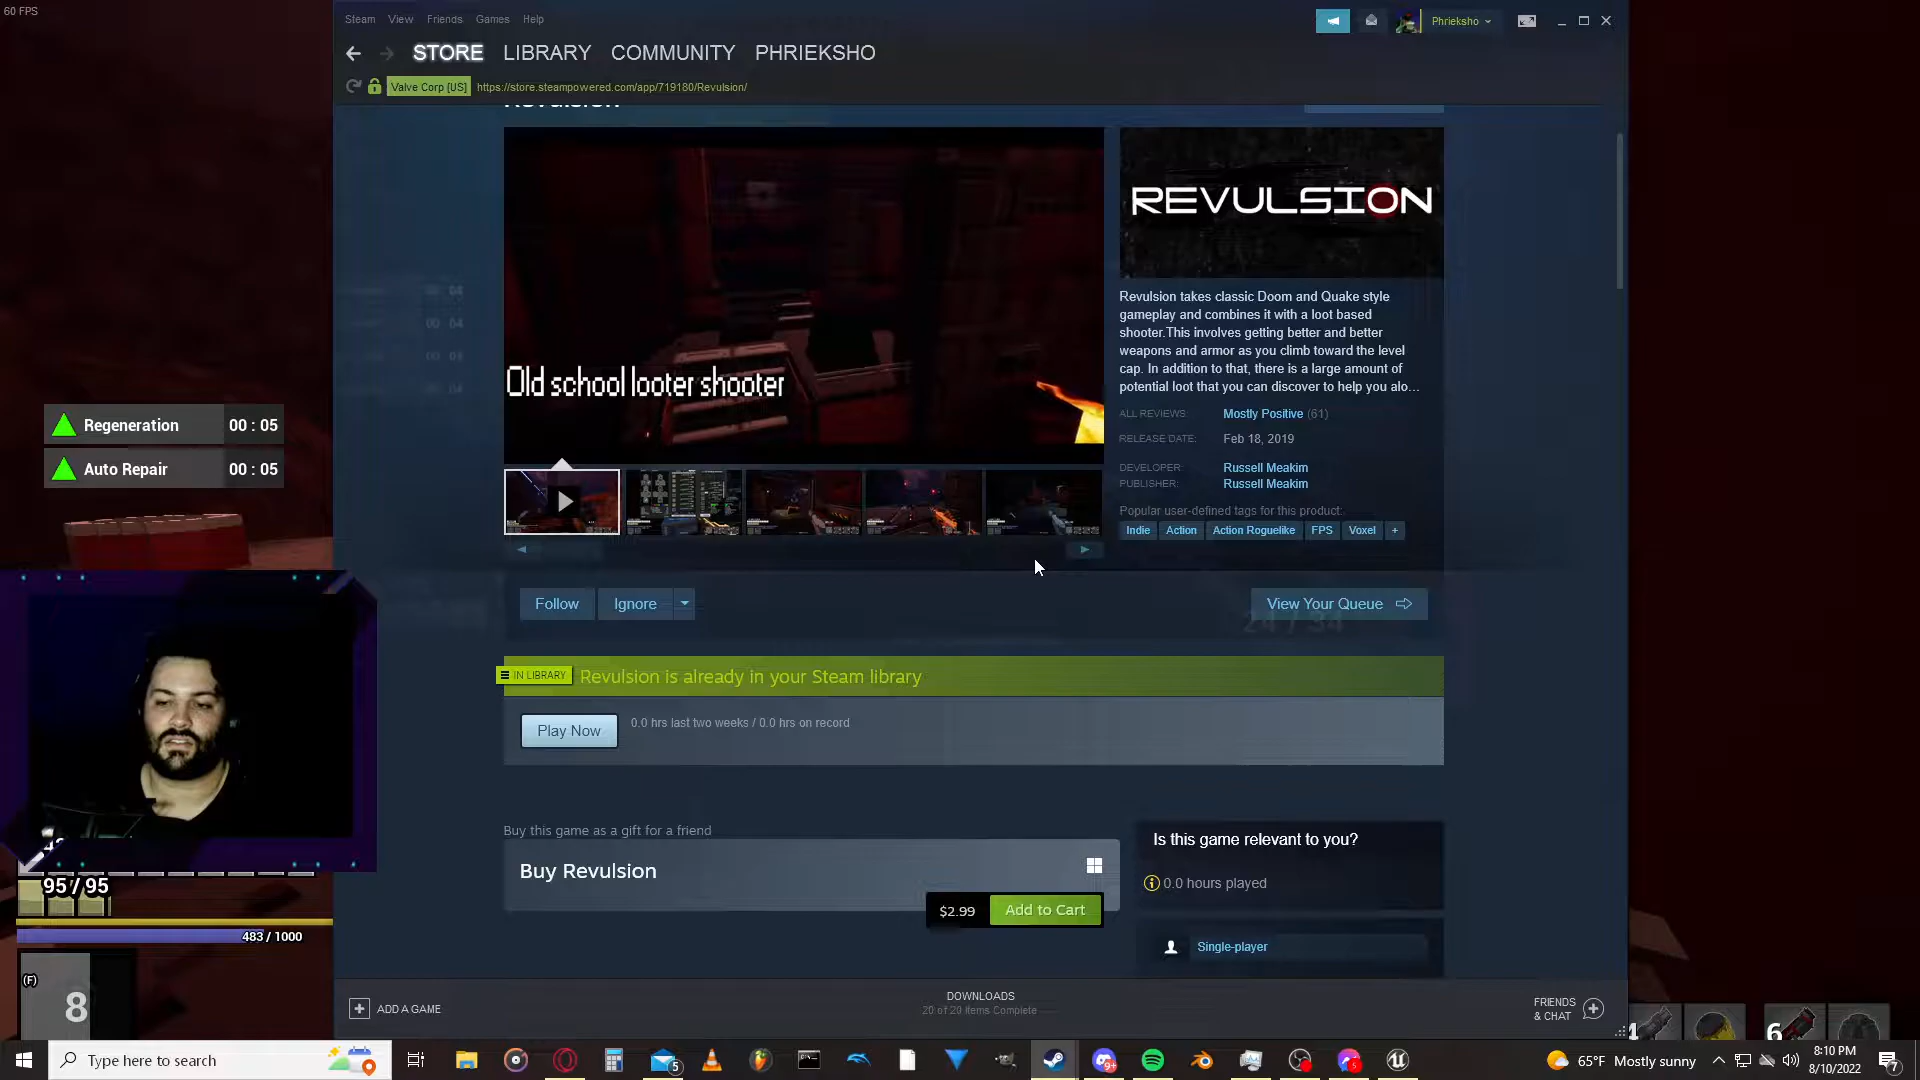 60 FPS
Steam View Friends Games Help
Phrieksho
STORE LIBRARY COMMUNITY PHRIEKSHO
Valve Corp [US] https://store.steampowered.com/app/719180/Revulsion/
Revulsion
REVULSION
Old school looter shooter
Revulsion takes classic Doom and Quake style
gameplay and combines it with a loot based
shooter.This involves getting better and better
weapons and armor as you climb toward the level
cap. In addition to that, there is a large amount of
potential loot that you can discover to help you alo...
ALL REVIEWS: Mostly Positive (61)
RELEASE DATE: Feb 18, 2019
DEVELOPER: Russell Meakim
PUBLISHER: Russell Meakim
Popular user-defined tags for this product:
Indie Action Action Roguelike FPS Voxel +
Regeneration 00 : 05
Auto Repair 00 : 05
Follow Ignore View Your Queue
24 / 34
IN LIBRARY Revulsion is already in your Steam library
Play Now 0.0 hrs last two weeks / 0.0 hrs on record
Buy this game as a gift for a friend
Buy Revulsion
$2.99 Add to Cart
Is this game relevant to you?
0.0 hours played
Single-player
95 / 95
483 / 1000
(F)
8
ADD A GAME
DOWNLOADS
20 of 20 Items Complete
FRIENDS
& CHAT
4 6
Type here to search
5 9+
65°F Mostly sunny
8:10 PM
8/10/2022
7